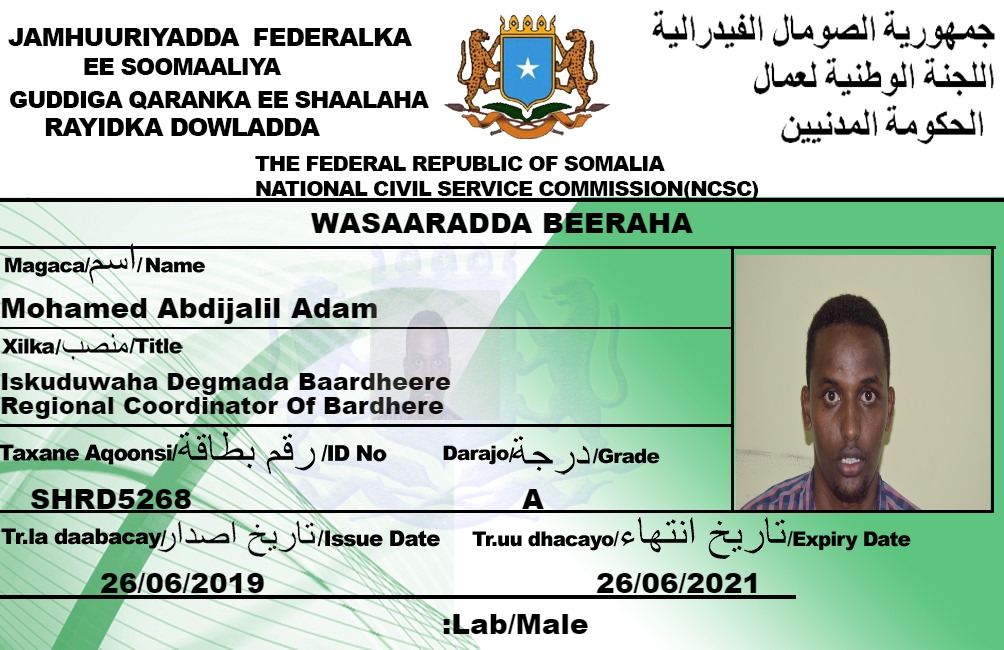 JAMHUURIYADDA FEDERALKA
EE SOOMAALIYA
GUDDIGA QARANKA EE SHAALAHA
RAYIDKA DOWLADDA
جمهورية الصومال الفيدرالية
اللجنة الوطنية لعمال
الحكومة المدنيين
THE FEDERAL REPUBLIC OF SOMALIA
NATIONAL CIVIL SERVICE COMMISSION(NCSC)
WASAARADDA BEERAHA
Magaca/اسم/Name
Mohamed Abdijalil Adam
Xilka/منصب/Title
Iskuduwaha Degmada Baardheere
Regional Coordinator Of Bardhere
Taxane Aqoonsi/رقم بطاقة/ID No
Darajo/درجة/Grade
SHRD5268
A
Tr.la daabacay/تاريخ اصدار/Issue Date
Tr.uu dhacayo/تاريخ انتهاء/Expiry Date
26/06/2019
26/06/2021
:Lab/Male